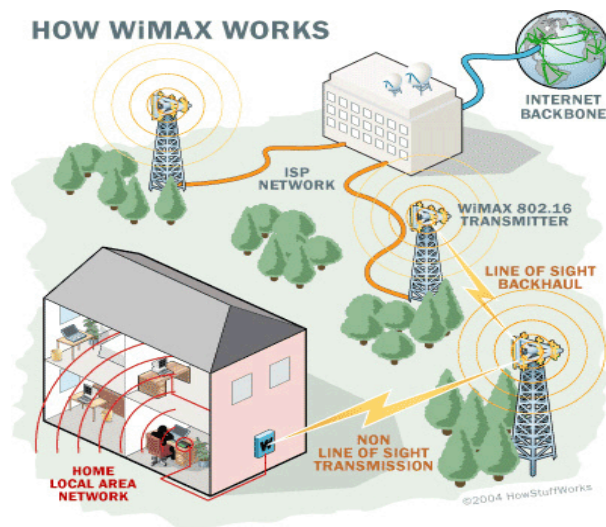 HOW WiMAX WORKS
INTERNET
BACKBONE
ISP
NETWORK
WiMAX 802.16
TRANSMITTER
LINE OF SIGHT
BACKHAUL
NON
LINE OF SIGHT
TRANSMISSION
HOME
LOCAL AREA
NETWORK
©2004 HowStuffWorks